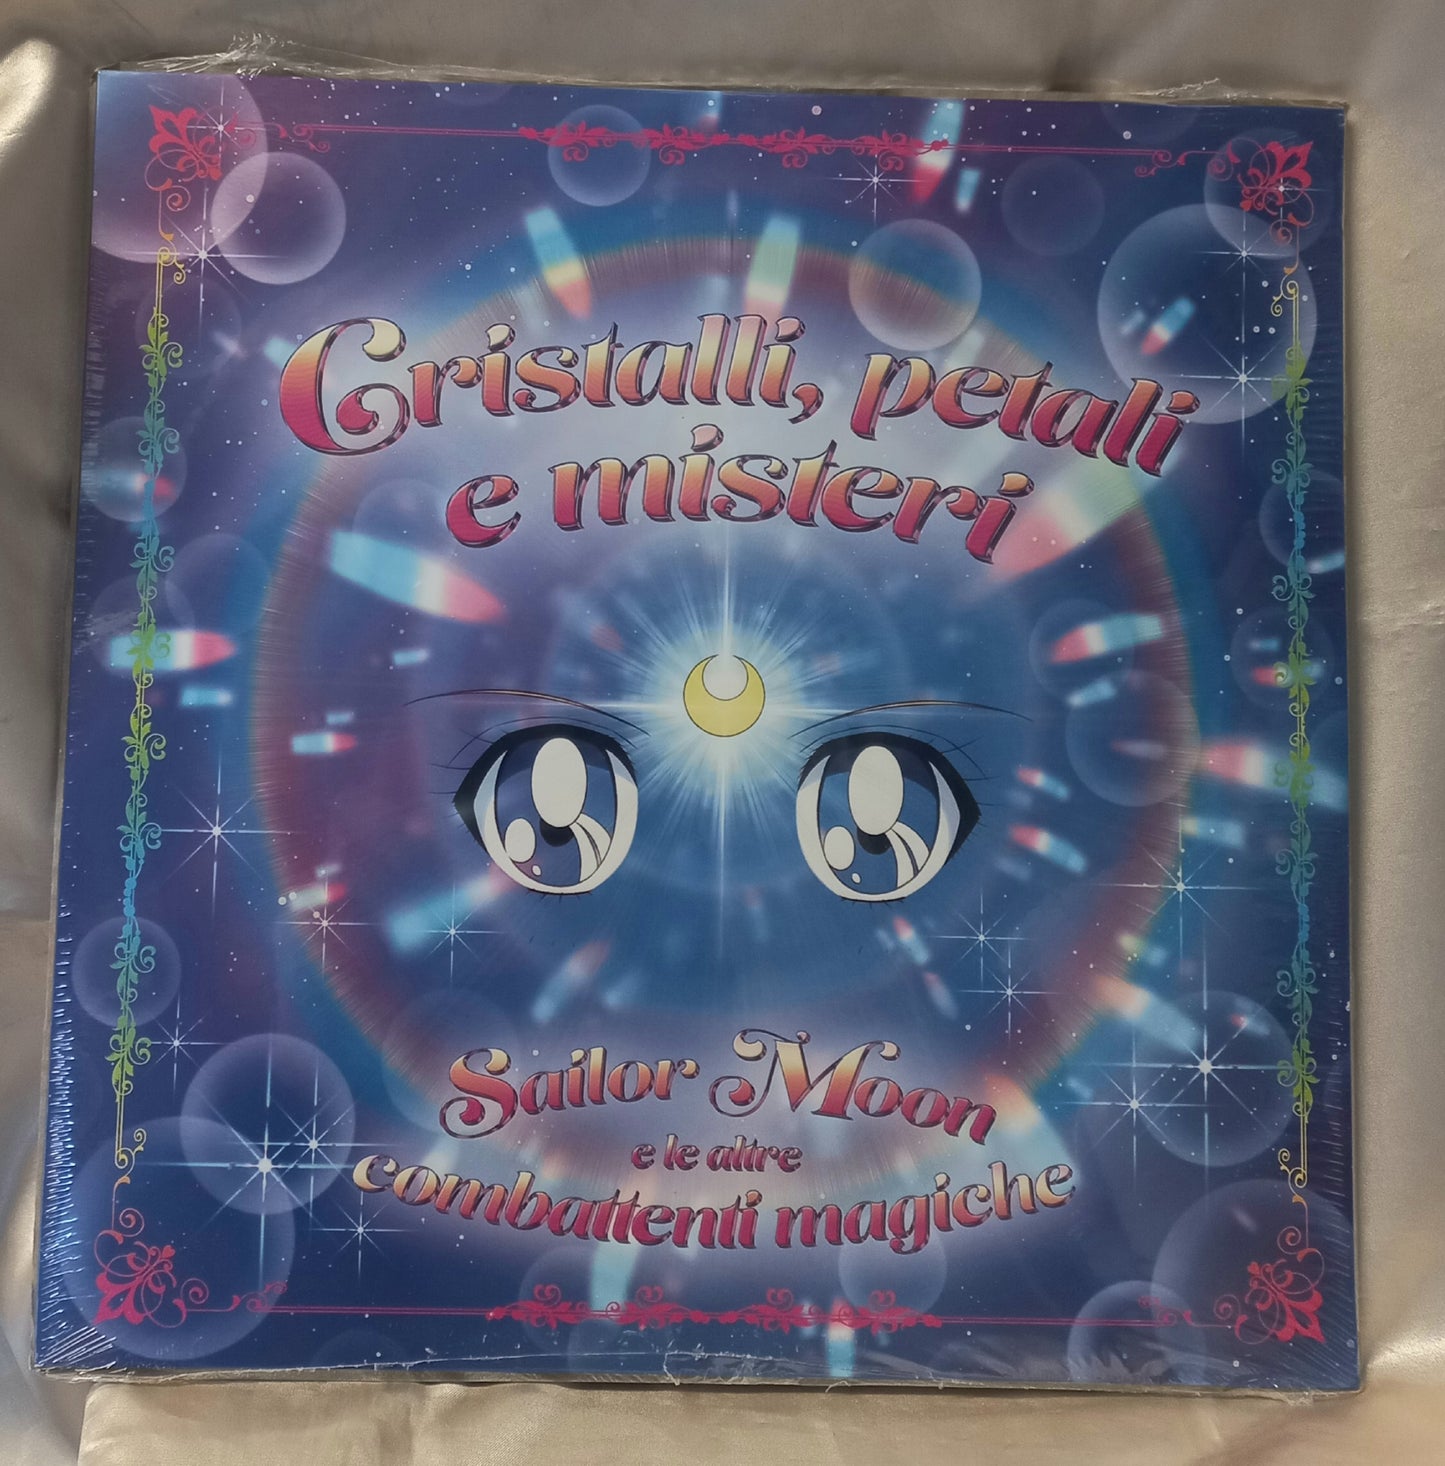 Cristalli, petali
e misteri
Sailor Moon
e le altre
combattenti magiche